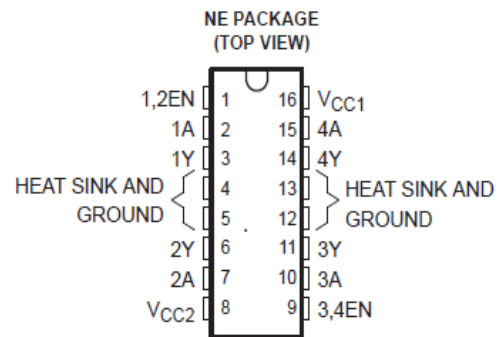 NE PACKAGE
(TOP VIEW)
1,2EN 1 16 VCC1
1A 2 15 4A
1Y 3 14 4Y
HEAT SINK AND 4 13 HEAT SINK AND
GROUND 5 12 GROUND
2Y 6 11 3Y
2A 7 10 3A
VCC2 8 9 3,4EN